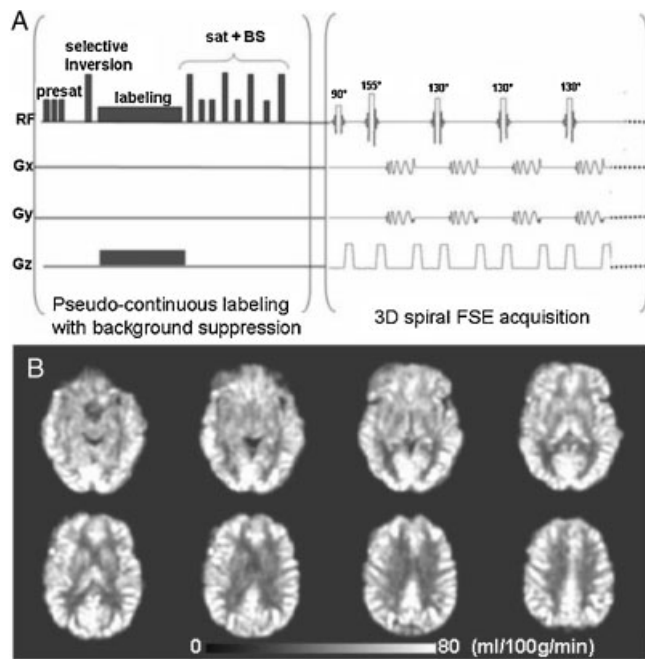 A
selective
Inversion
sat + BS
presat
labeling
90°
155°
130°
130°
130°
RF
Gx
Gy
Gz
Pseudo-continuous labeling
with background suppression
3D spiral FSE acquisition
B
0
80 (ml/100g/min)